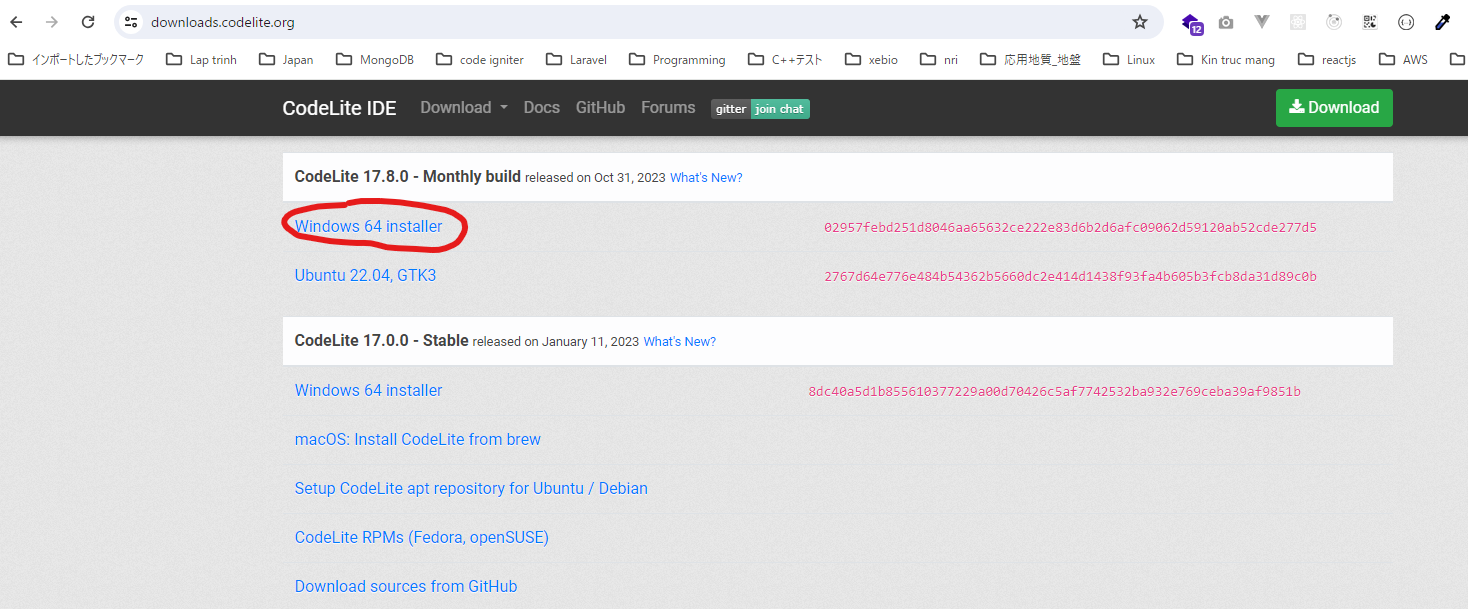 downloads.codelite.org
12
インポートしたブックマーク Lap trinh Japan MongoDB code igniter Laravel Programming C++テスト xebio nri 応用地質_地盤 Linux Kin truc mang reactjs AWS
CodeLite IDE Download Docs GitHub Forums gitter join chat Download
CodeLite 17.8.0 - Monthly build released on Oct 31, 2023 What's New?
Windows 64 installer 02957febd251d8046aa65632ce222e83d6b2d6afc09062d59120ab52cde277d5
Ubuntu 22.04, GTK3 2767d64e776e484b54362b5660dc2e414d1438f93fa4b605b3fcb8da31d89c0b
CodeLite 17.0.0 - Stable released on January 11, 2023 What's New?
Windows 64 installer 8dc40a5d1b855610377229a00d70426c5af7742532ba932e769ceba39af9851b
macOS: Install CodeLite from brew
Setup CodeLite apt repository for Ubuntu / Debian
CodeLite RPMs (Fedora, openSUSE)
Download sources from GitHub